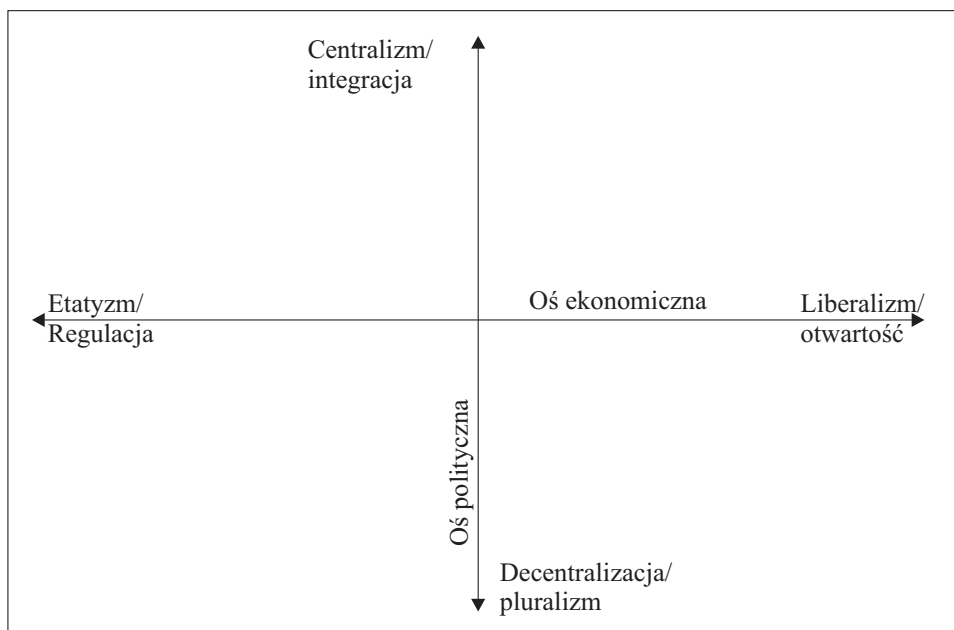 Centralizm/
integracja
Etatyzm/
Regulacja
Oś ekonomiczna
Liberalizm/
otwartość
Oś polityczna
Decentralizacja/
pluralizm